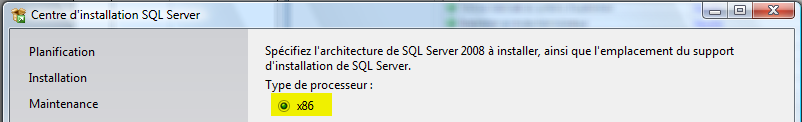 Centre d'installation SQL Server
Planification
Installation
Maintenance
Spécifiez l'architecture de SQL Server 2008 à installer, ainsi que l'emplacement du support
d'installation de SQL Server.
Type de processeur :
x86